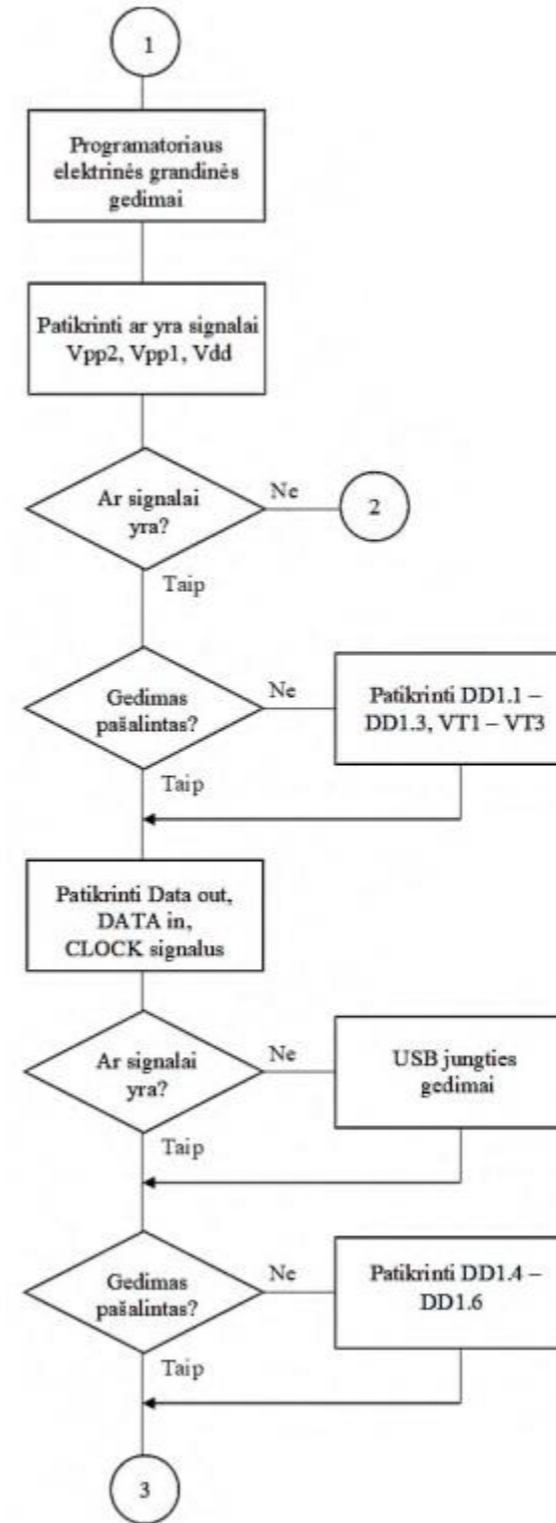 1
Programatoriaus
elektrinės grandinės
gedimai
Patikrinti ar yra signalai
Vpp2, Vpp1, Vdd
Ar signalai
yra?
Ne
2
Taip
Gedimas
pašalintas?
Ne
Patikrinti DD1.1 –
DD1.3, VT1 – VT3
Taip
Patikrinti Data out,
DATA in,
CLOCK signalus
Ar signalai
yra?
Ne
USB jungties
gedimai
Taip
Gedimas
pašalintas?
Ne
Patikrinti DD1.4 –
DD1.6
Taip
3